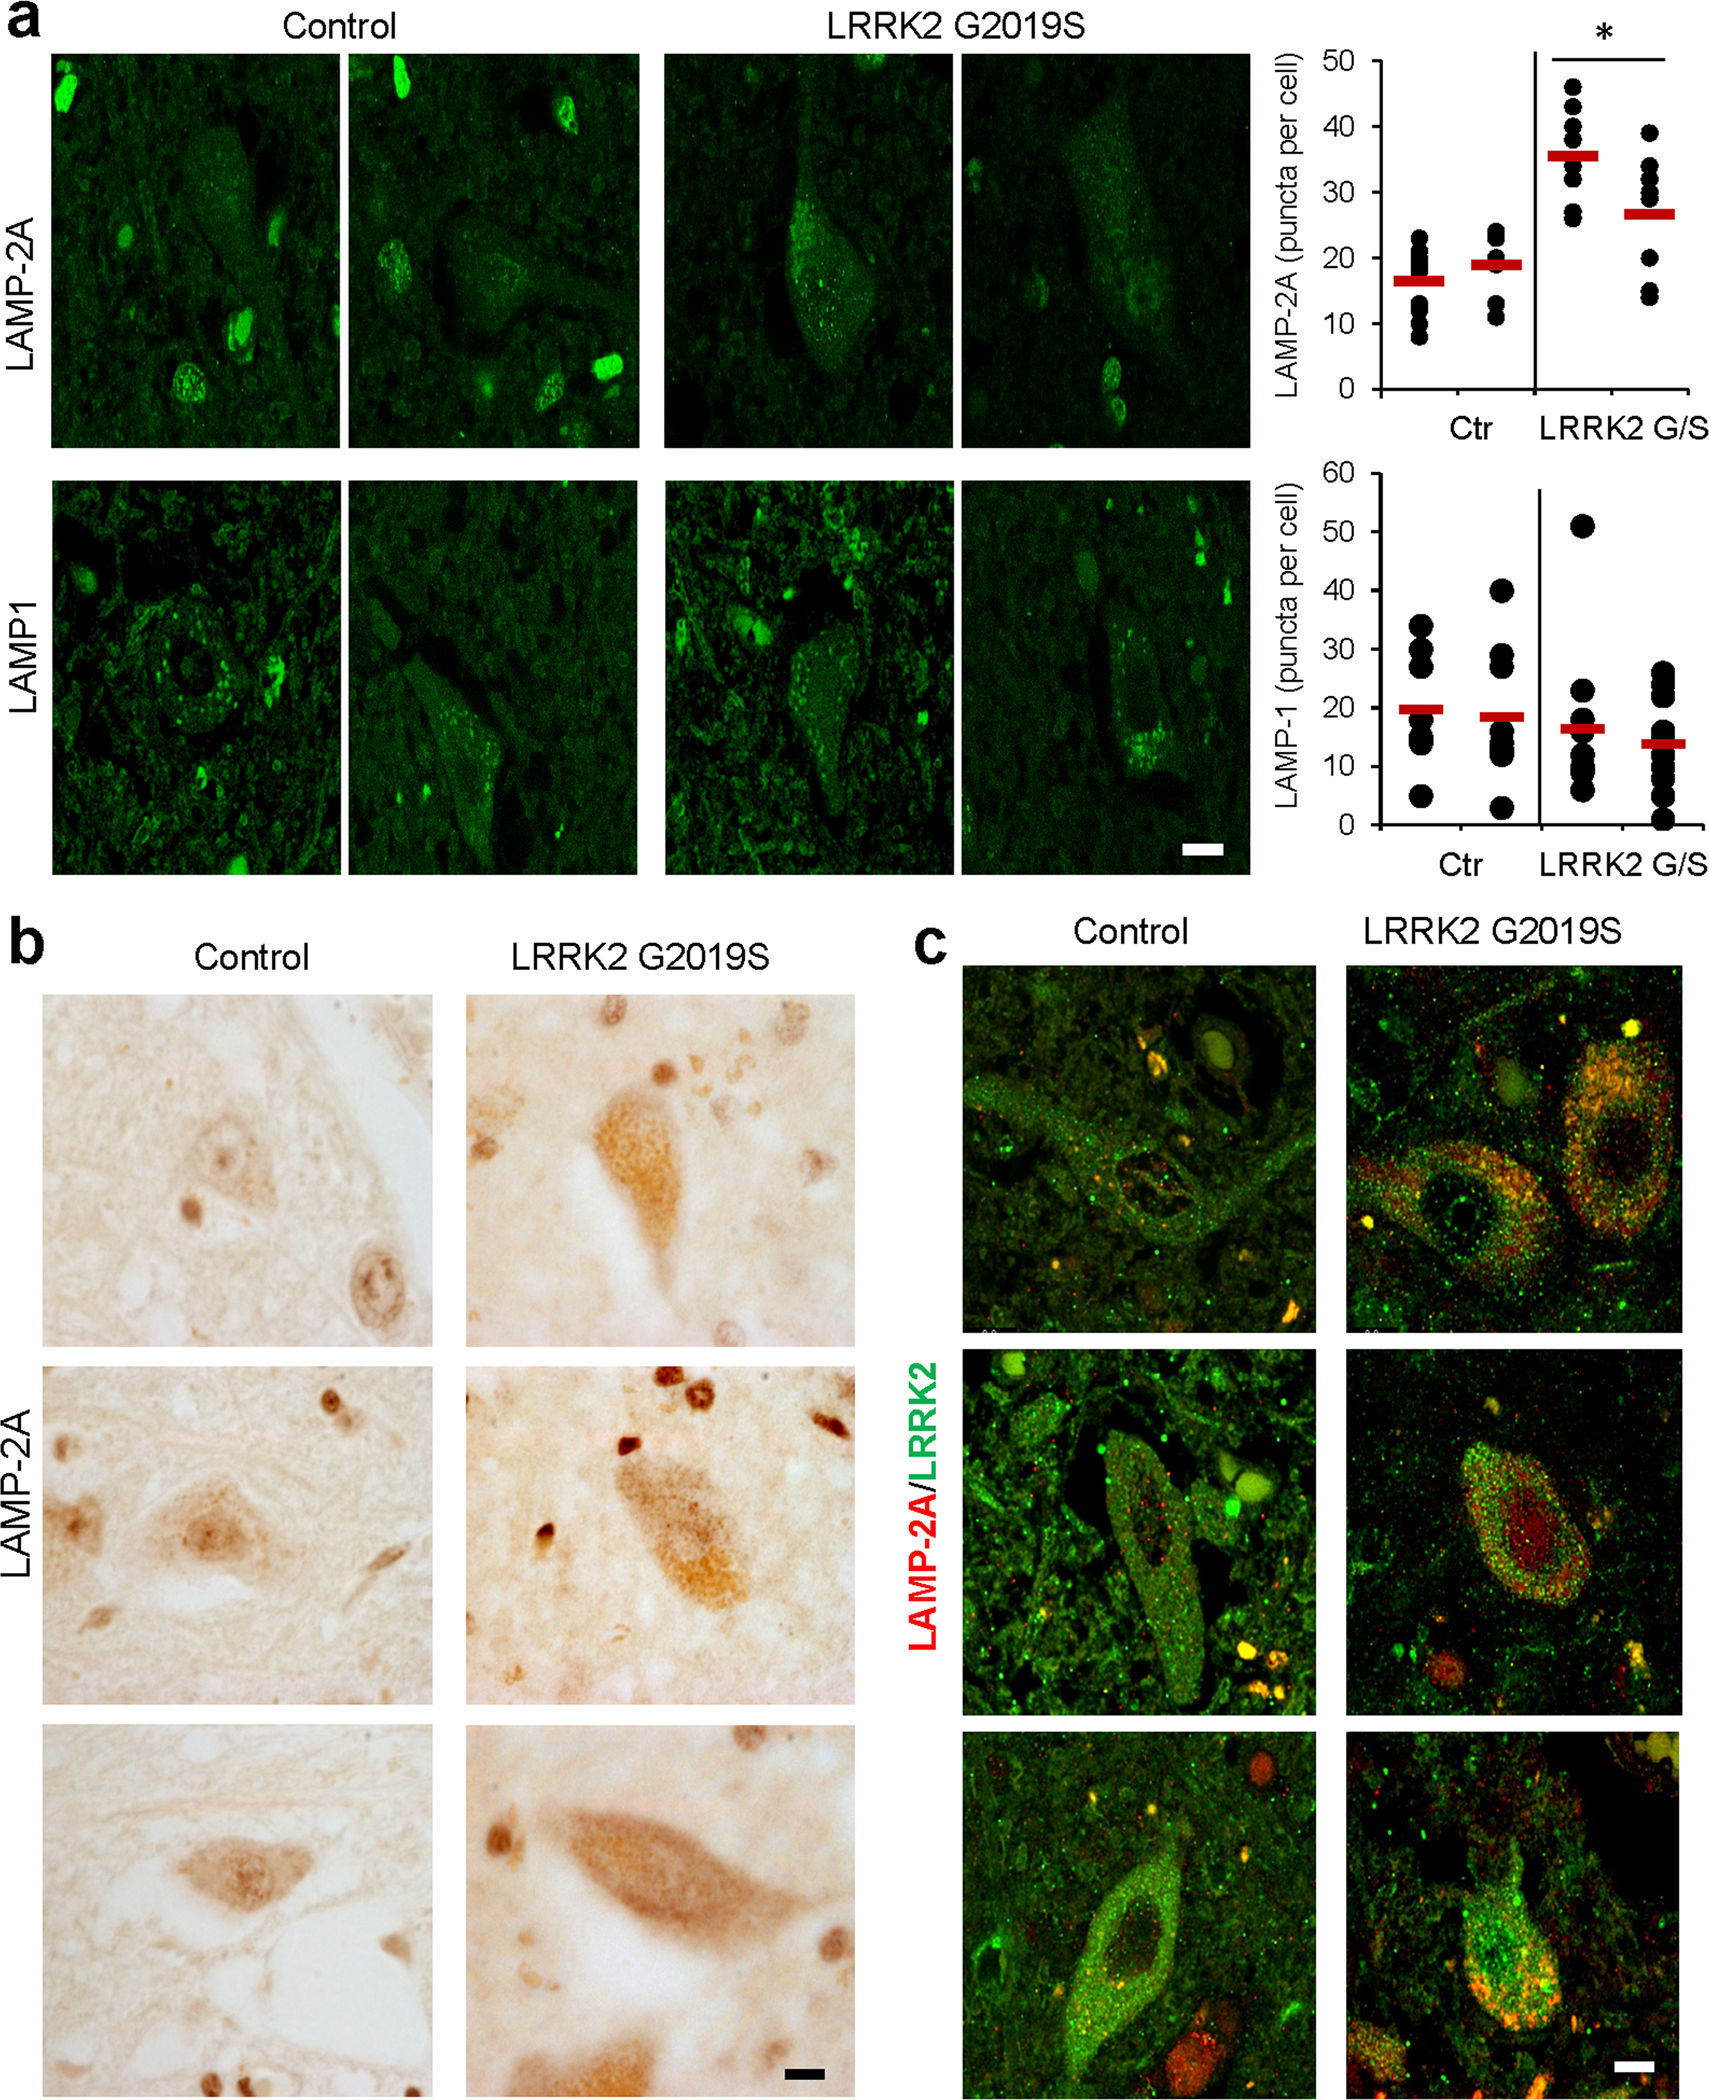 a
Control
LRRK2 G2019S
LAMP-2A
LAMP-2A (puncta per cell)
*
50
40
30
20
10
0
Ctr
LRRK2 G/S
LAMP1
LAMP-1 (puncta per cell)
60
50
40
30
20
10
0
Ctr
LRRK2 G/S
b
Control
LRRK2 G2019S
LAMP-2A
c
Control
LRRK2 G2019S
LAMP-2A/LRRK2